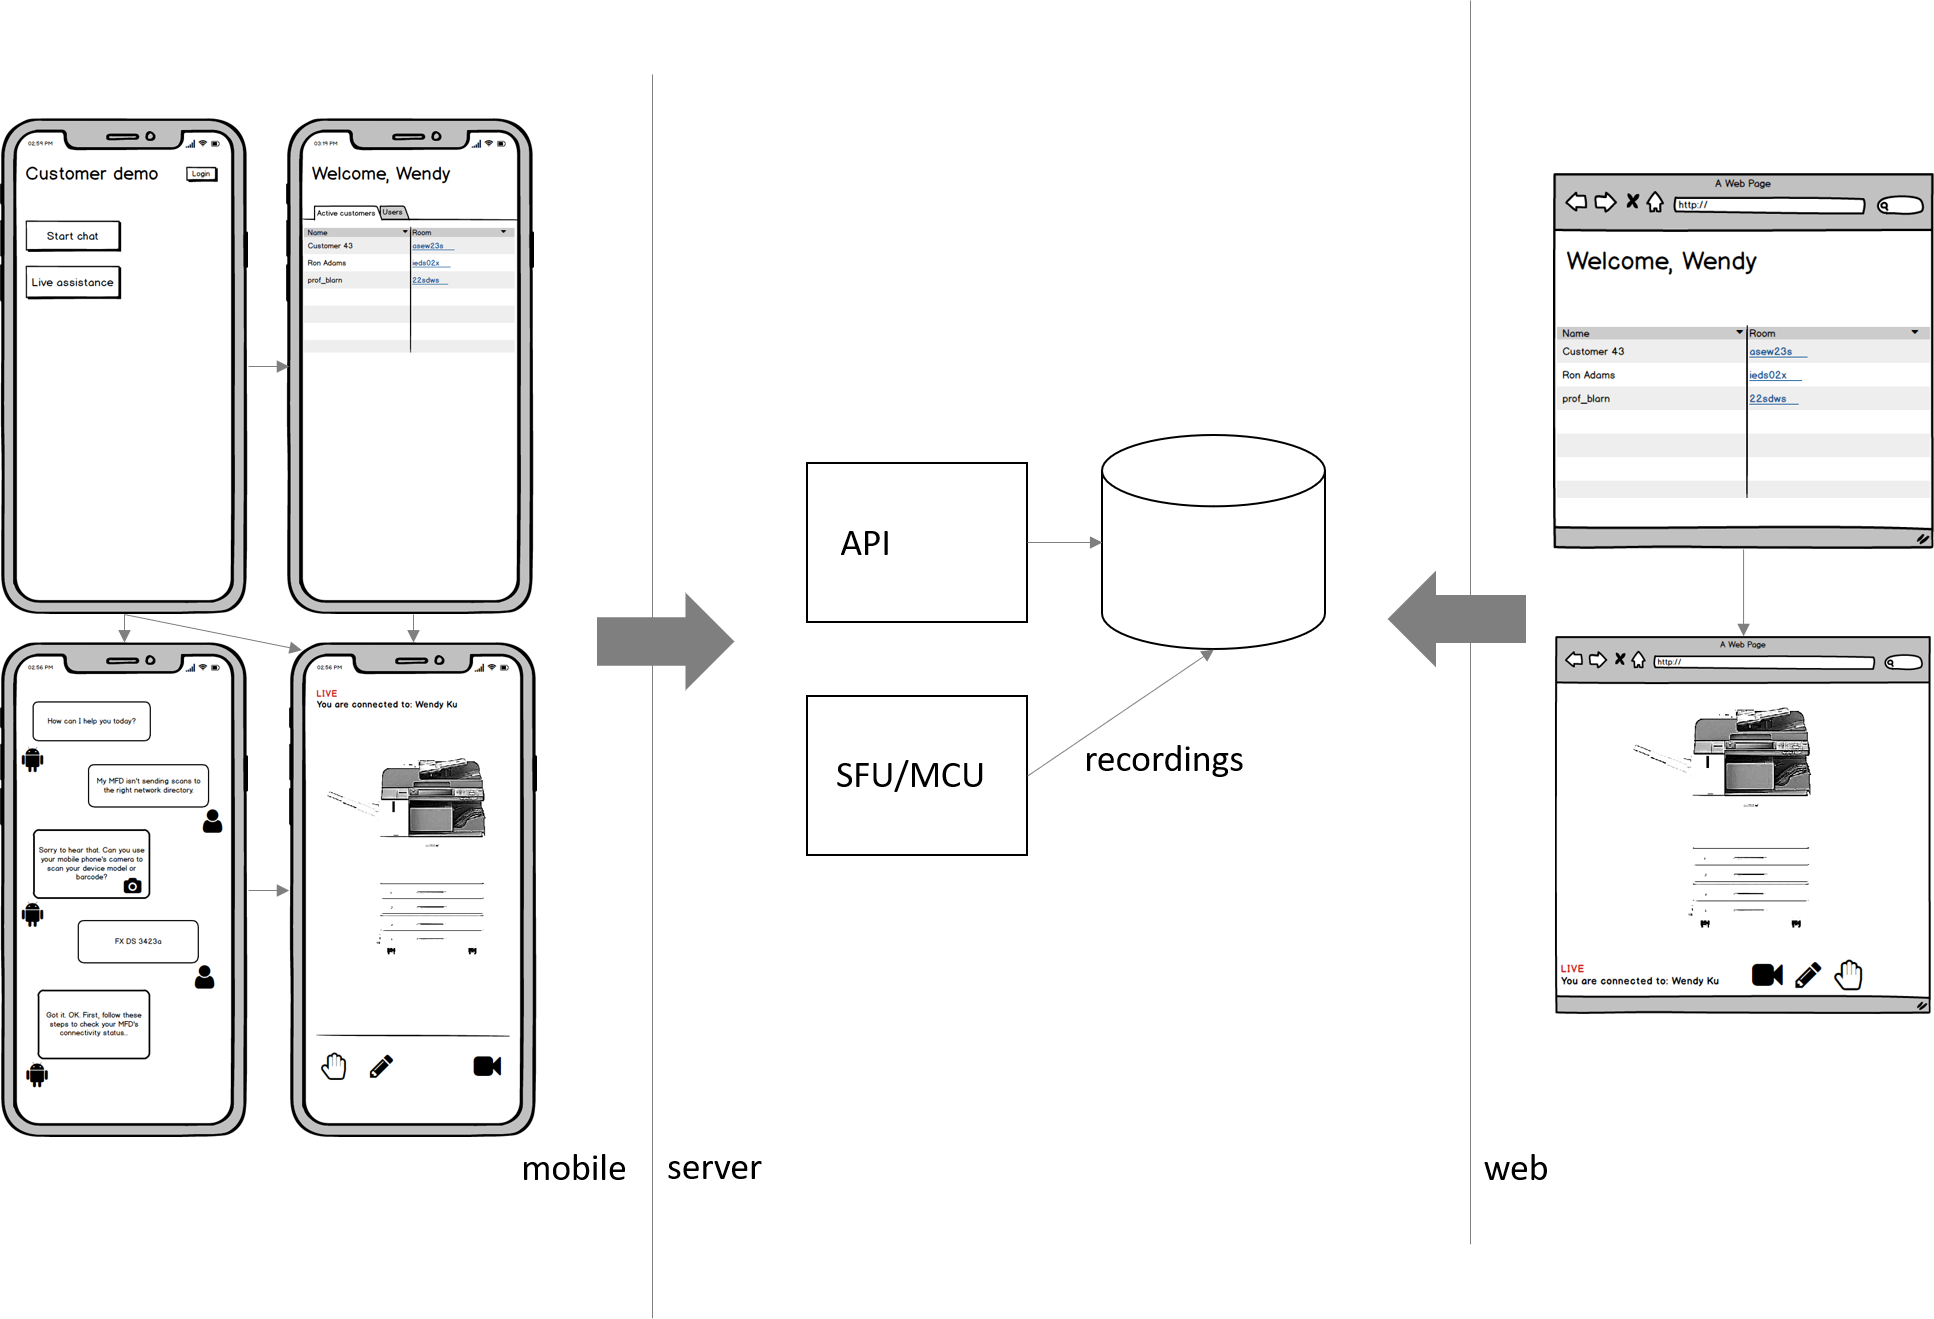 02:59 PM
Customer demo
Login
Start chat
Live assistance
03:19 PM
Welcome, Wendy
Active customers
Users
Name Room
Customer 43 asew23s
Ron Adams ieds02x
prof_blarn 22sdws
02:56 PM
How can I help you today?
My MFD isn't sending scans to
the right network directory.
Sorry to hear that. Can you use
your mobile phone's camera to
scan your device model or
barcode?
FX DS 3423a
Got it. OK. First, follow these
steps to check your MFD's
connectivity status..
02:56 PM
LIVE
You are connected to: Wendy Ku
mobile
server
API
SFU/MCU
recordings
web
A Web Page
http://
Welcome, Wendy
Name Room
Customer 43 asew23s
Ron Adams ieds02x
prof_blarn 22sdws
A Web Page
http://
LIVE
You are connected to: Wendy Ku